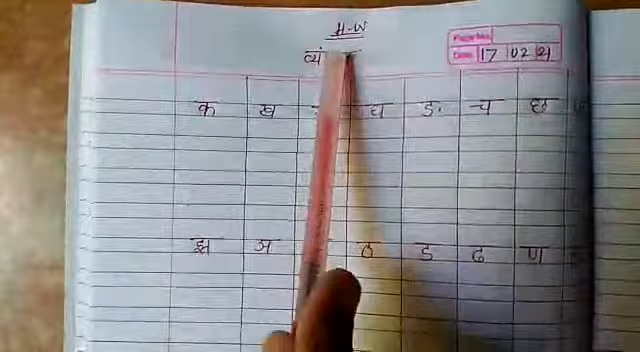 H.W
Page No.
Date 17 02 21
क ख घ ङ च छ
झ ञ ठ ड ढ ण